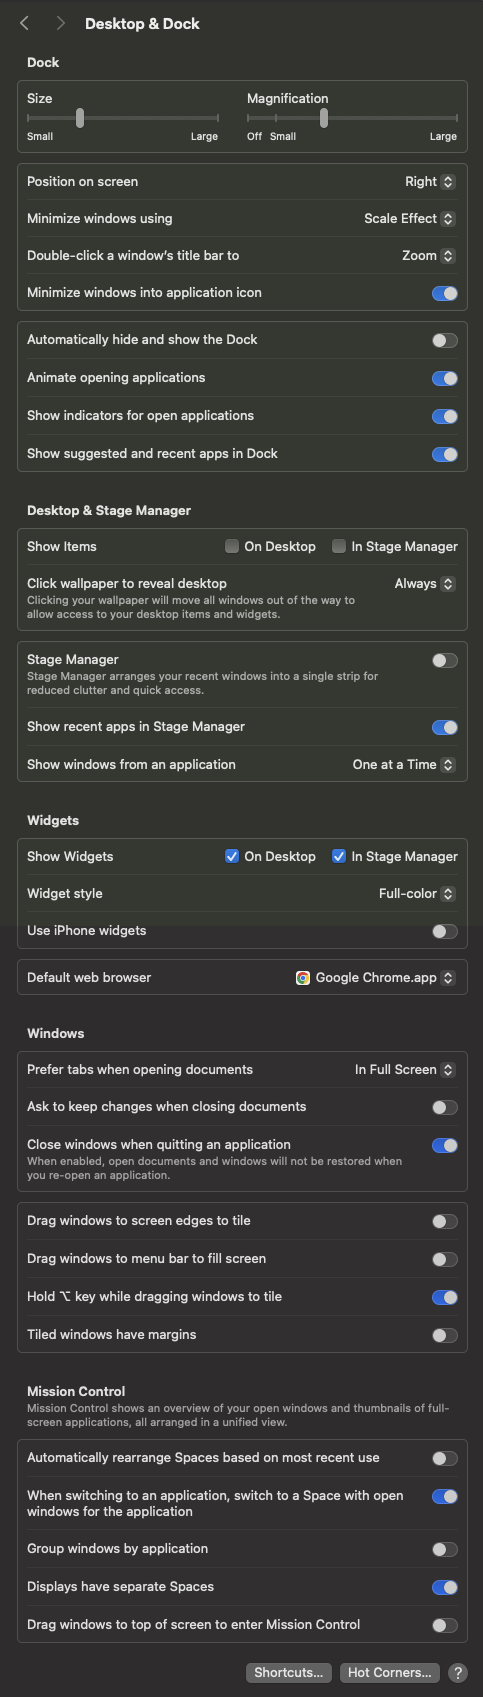 Desktop & Dock
Dock
Size
Magnification
Small
Large
Off
Small
Large
Position on screen
Right
Minimize windows using
Scale Effect
Double-click a window's title bar to
Zoom
Minimize windows into application icon
Automatically hide and show the Dock
Animate opening applications
Show indicators for open applications
Show suggested and recent apps in Dock
Desktop & Stage Manager
Show Items
On Desktop
In Stage Manager
Click wallpaper to reveal desktop
Always
Clicking your wallpaper will move all windows out of the way to
allow access to your desktop items and widgets.
Stage Manager
Stage Manager arranges your recent windows into a single strip for
reduced clutter and quick access.
Show recent apps in Stage Manager
Show windows from an application
One at a Time
Widgets
Show Widgets
On Desktop
In Stage Manager
Widget style
Full-color
Use iPhone widgets
Default web browser
Google Chrome.app
Windows
Prefer tabs when opening documents
In Full Screen
Ask to keep changes when closing documents
Close windows when quitting an application
When enabled, open documents and windows will not be restored when
you re-open an application.
Drag windows to screen edges to tile
Drag windows to menu bar to fill screen
Hold ⌥ key while dragging windows to tile
Tiled windows have margins
Mission Control
Mission Control shows an overview of your open windows and thumbnails of full-
screen applications, all arranged in a unified view.
Automatically rearrange Spaces based on most recent use
When switching to an application, switch to a Space with open
windows for the application
Group windows by application
Displays have separate Spaces
Drag windows to top of screen to enter Mission Control
Shortcuts...
Hot Corners...
?